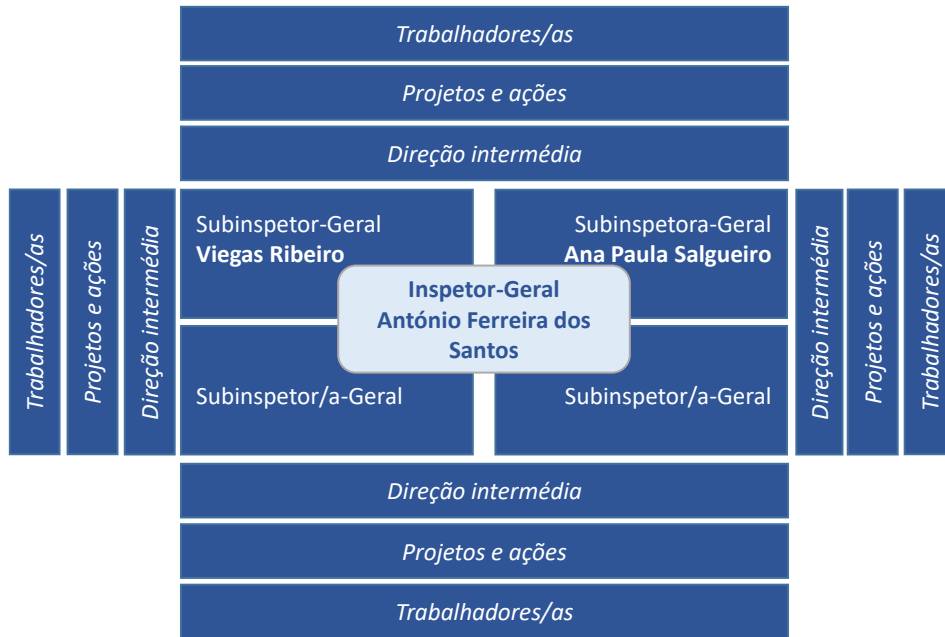 Trabalhadores/as
Projetos e ações
Direção intermédia
Trabalhadores/as
Projetos e ações
Direção intermédia
Subinspetor-Geral
Viegas Ribeiro
Subinspetora-Geral
Ana Paula Salgueiro
Inspetor-Geral
António Ferreira dos
Santos
Subinspetor/a-Geral
Subinspetor/a-Geral
Direção intermédia
Projetos e ações
Trabalhadores/as
Direção intermédia
Projetos e ações
Trabalhadores/as